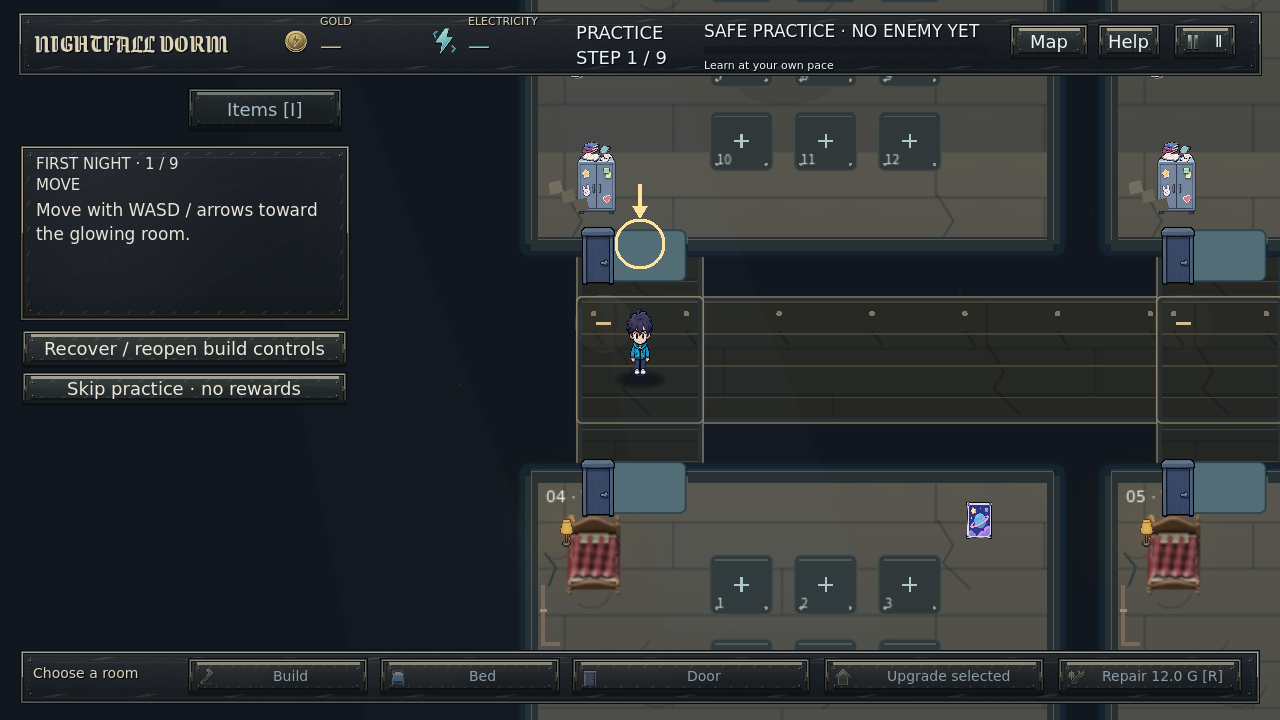 NIGHTFALL DORM
GOLD
—
ELECTRICITY
—
PRACTICE
STEP 1 / 9
SAFE PRACTICE · NO ENEMY YET
Learn at your own pace
Map
Help
II
Items [I]
FIRST NIGHT · 1 / 9
MOVE
Move with WASD / arrows toward
the glowing room.
Recover / reopen build controls
Skip practice · no rewards
10
11
12
04 ·
05 ·
1
2
3
Choose a room
Build
Bed
Door
Upgrade selected
Repair 12.0 G [R]